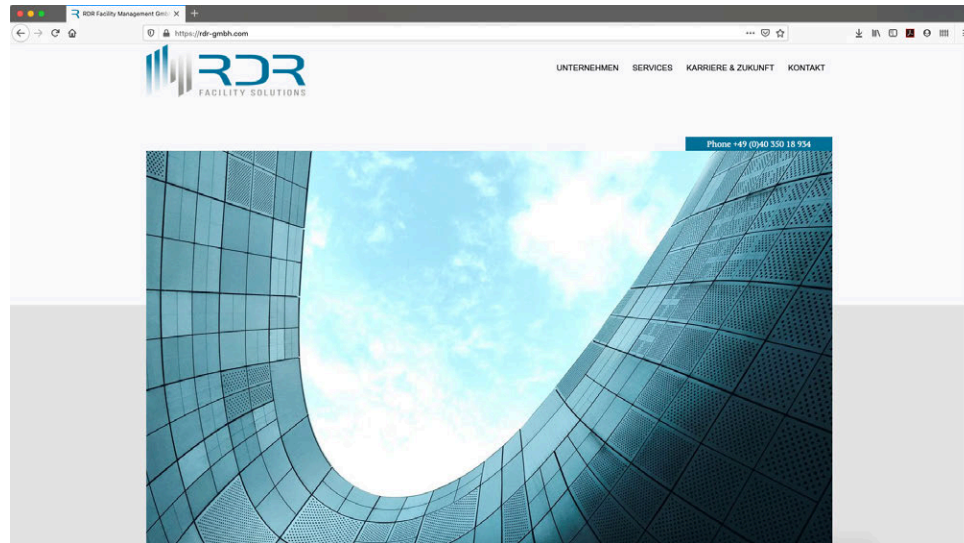 RDR Facility Management Gmb
https://rdr-gmbh.com
RDR
FACILITY SOLUTIONS
UNTERNEHMEN SERVICES KARRIERE & ZUKUNFT KONTAKT
Phone +49 (0)40 350 18 934